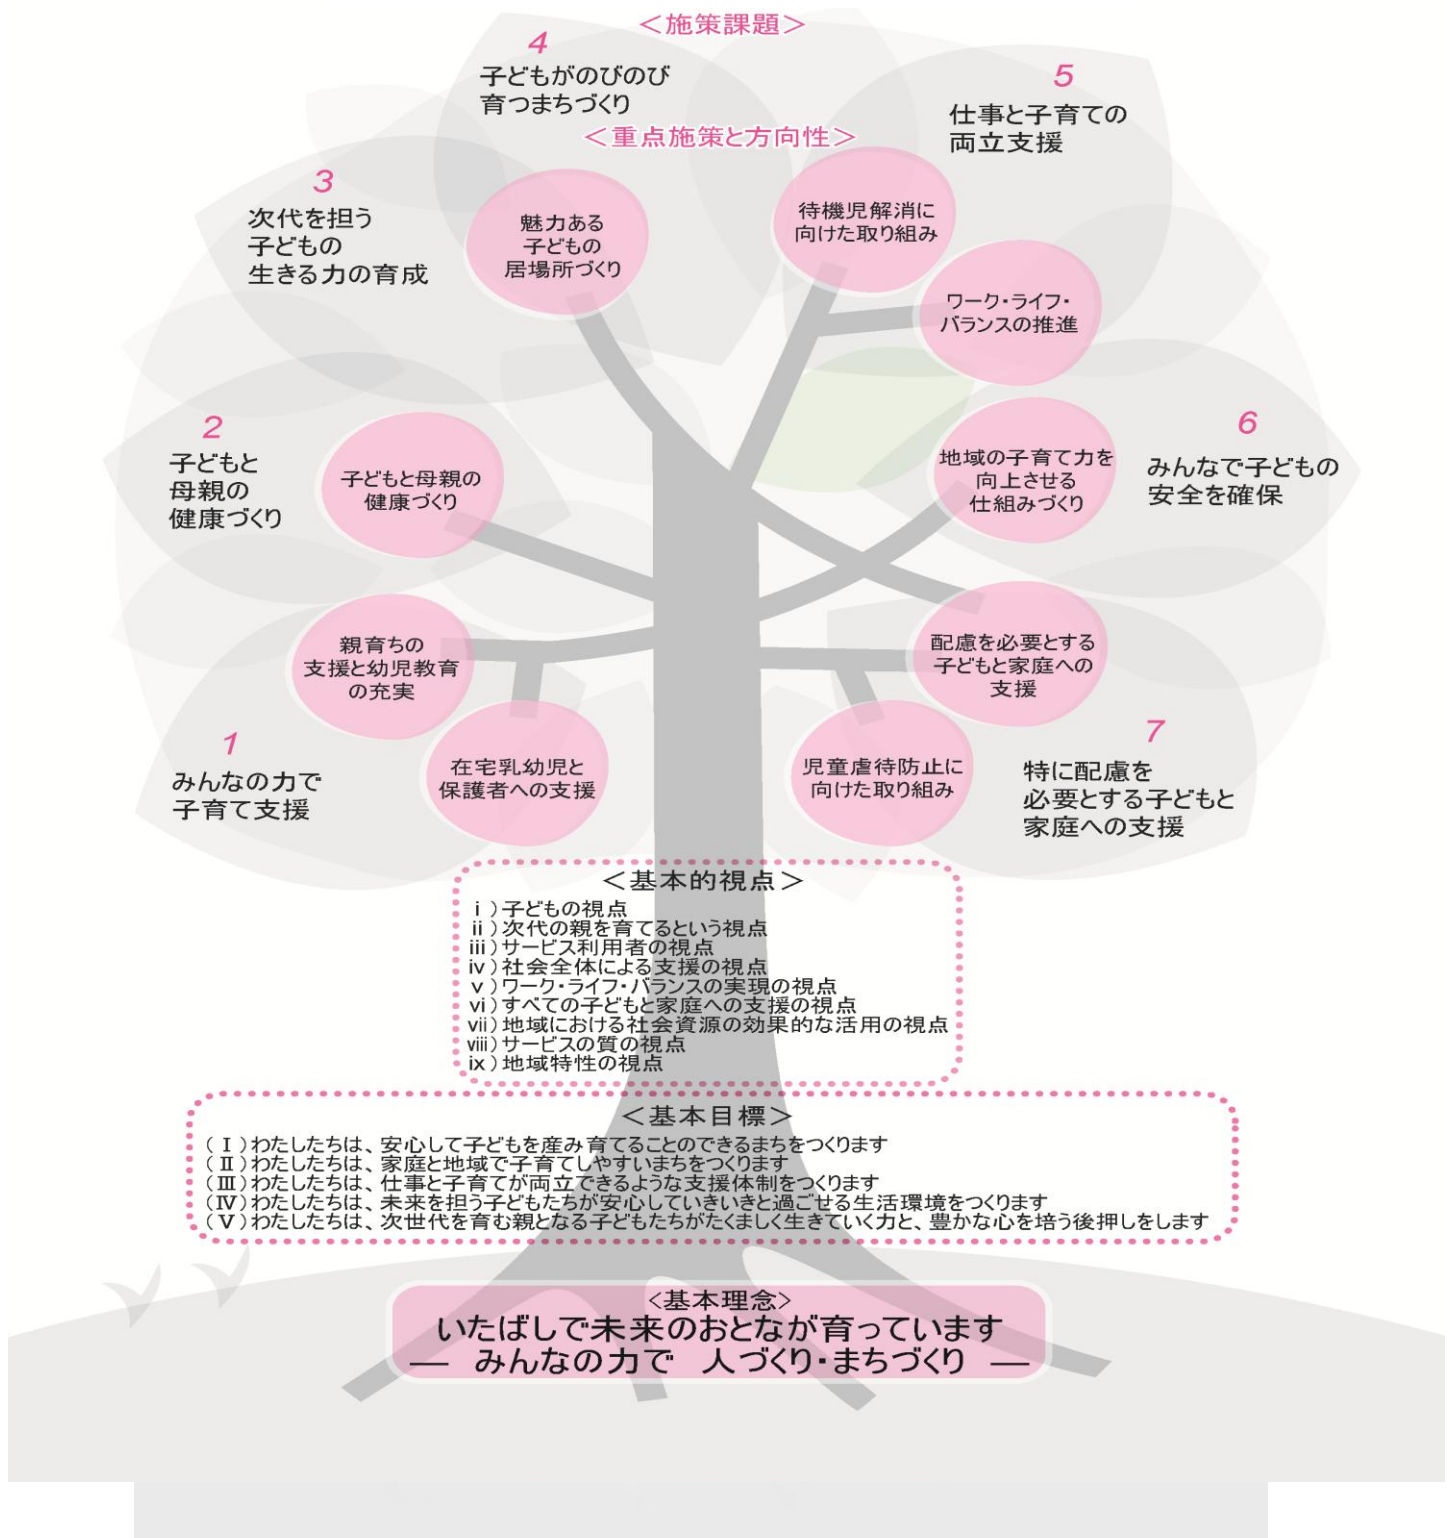 ＜施策課題＞
4
子どもがのびのび
育つまちづくり
5
仕事と子育ての
両立支援
＜重点施策と方向性＞
3
次代を担う
子どもの
生きる力の育成
魅力ある
子どもの
居場所づくり
待機児解消に
向けた取り組み
ワーク・ライフ・
バランスの推進
2
子どもと
母親の
健康づくり
子どもと母親の
健康づくり
地域の子育て力を
向上させる
仕組みづくり
6
みんなで子どもの
安全を確保
親育ちの
支援と幼児教育
の充実
配慮を必要とする
子どもと家庭への
支援
1
みんなの力で
子育て支援
在宅乳幼児と
保護者への支援
児童虐待防止に
向けた取り組み
7
特に配慮を
必要とする子どもと
家庭への支援
＜基本的視点＞
ⅰ）子どもの視点
ⅱ）次代の親を育てるという視点
ⅲ）サービス利用者の視点
ⅳ）社会全体による支援の視点
ⅴ）ワーク・ライフ・バランスの実現の視点
ⅵ）すべての子どもと家庭への支援の視点
ⅶ）地域における社会資源の効果的な活用の視点
ⅷ）サービスの質の視点
ⅸ）地域特性の視点
＜基本目標＞
（Ⅰ）わたしたちは、安心して子どもを産み育てることのできるまちをつくります
（Ⅱ）わたしたちは、家庭と地域で子育てしやすいまちをつくります
（Ⅲ）わたしたちは、仕事と子育てが両立できるような支援体制をつくります
（Ⅳ）わたしたちは、未来を担う子どもたちが安心していきいきと過ごせる生活環境をつくります
（Ⅴ）わたしたちは、次世代を育む親となる子どもたちがたくましく生きていく力と、豊かな心を培う後押しをします
<基本理念>
いたばしで未来のおとなが育っています
― みんなの力で 人づくり・まちづくり ―